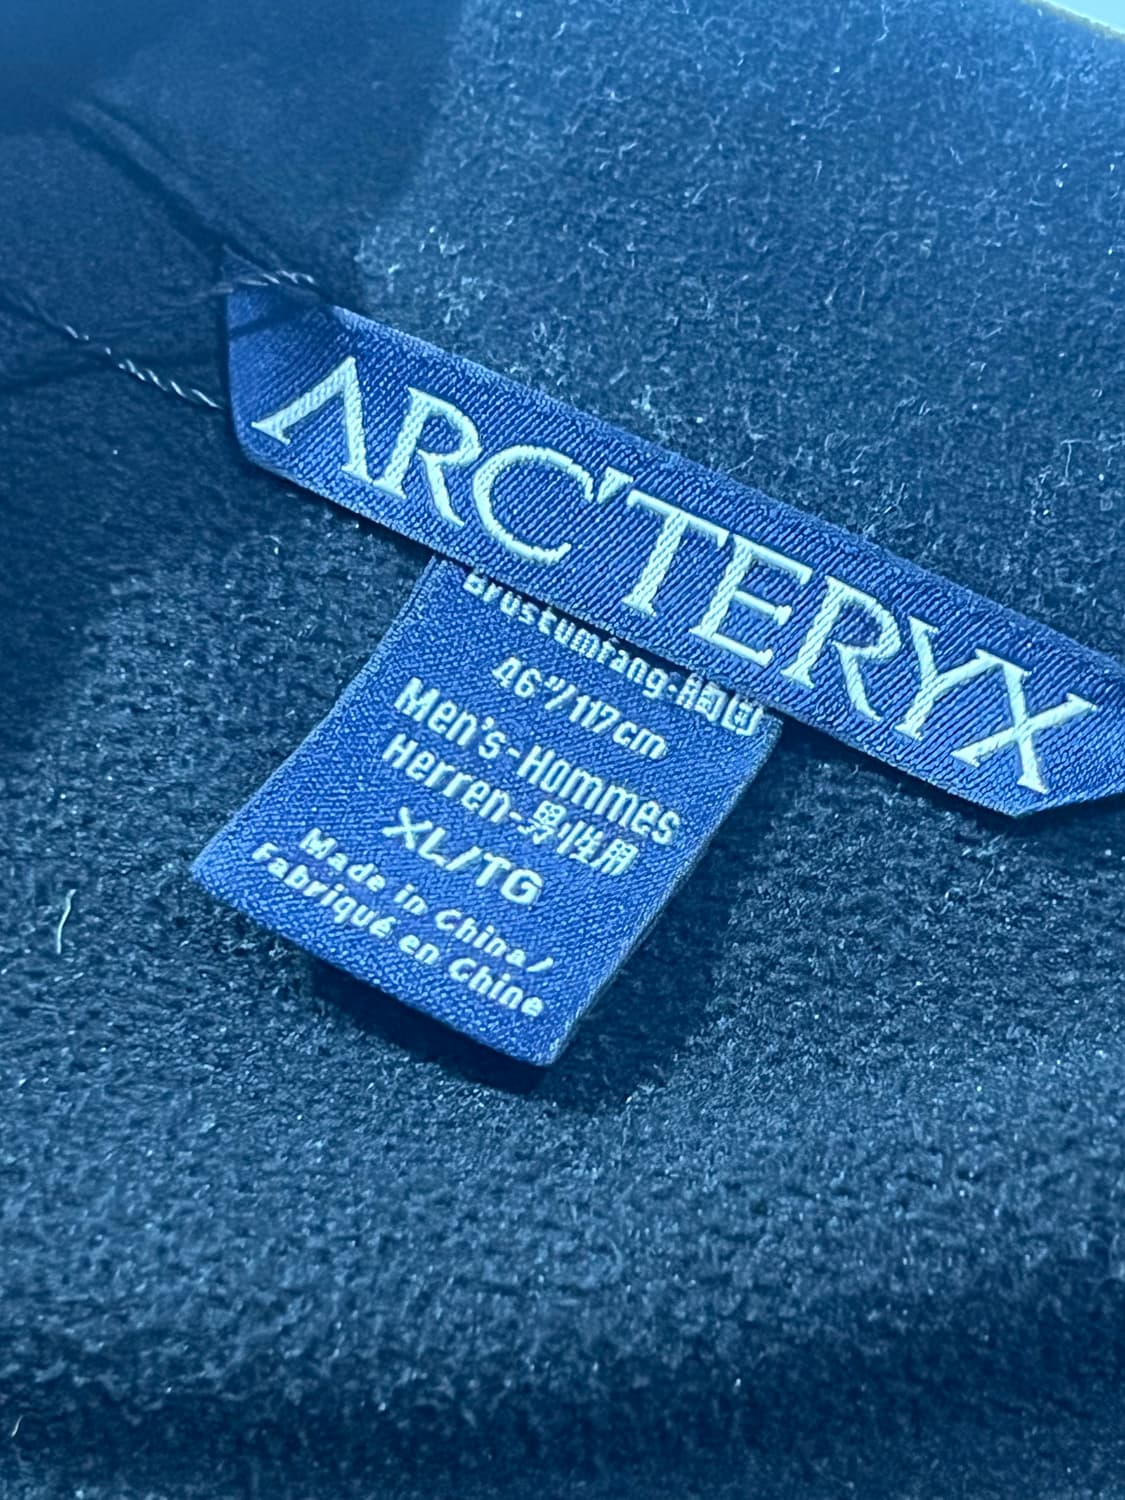 ARC'TERYX
Brustumfang-胸囲
46"/117cm
Men's-Hommes
Herren-男性用
XL/TG
Made in China/
Fabriqué en Chine